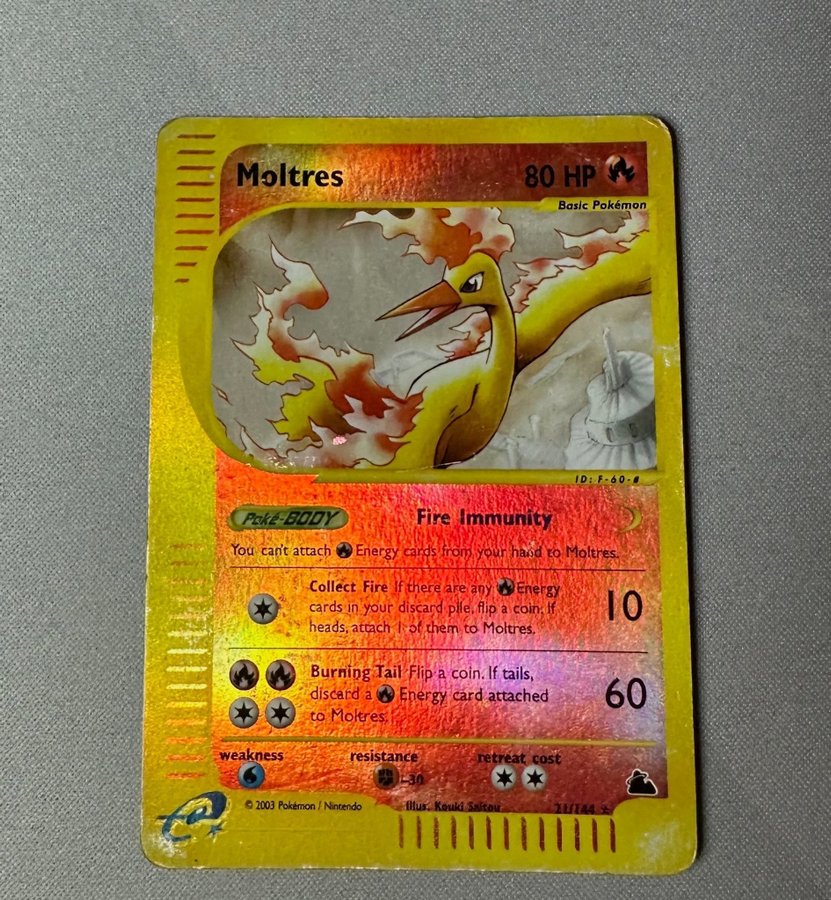 Moltres 80 HP
Basic Pokémon
ID: F-60-#
Poké-BODY Fire Immunity
You can't attach Energy cards from your hand to Moltres.
Collect Fire If there are any Energy
cards in your discard pile, flip a coin. If
heads, attach 1 of them to Moltres.
10
Burning Tail Flip a coin. If tails,
discard a Energy card attached
to Moltres.
60
weakness resistance retreat cost
-30
© 2003 Pokémon / Nintendo Illus. Kouki Saitou 21/144